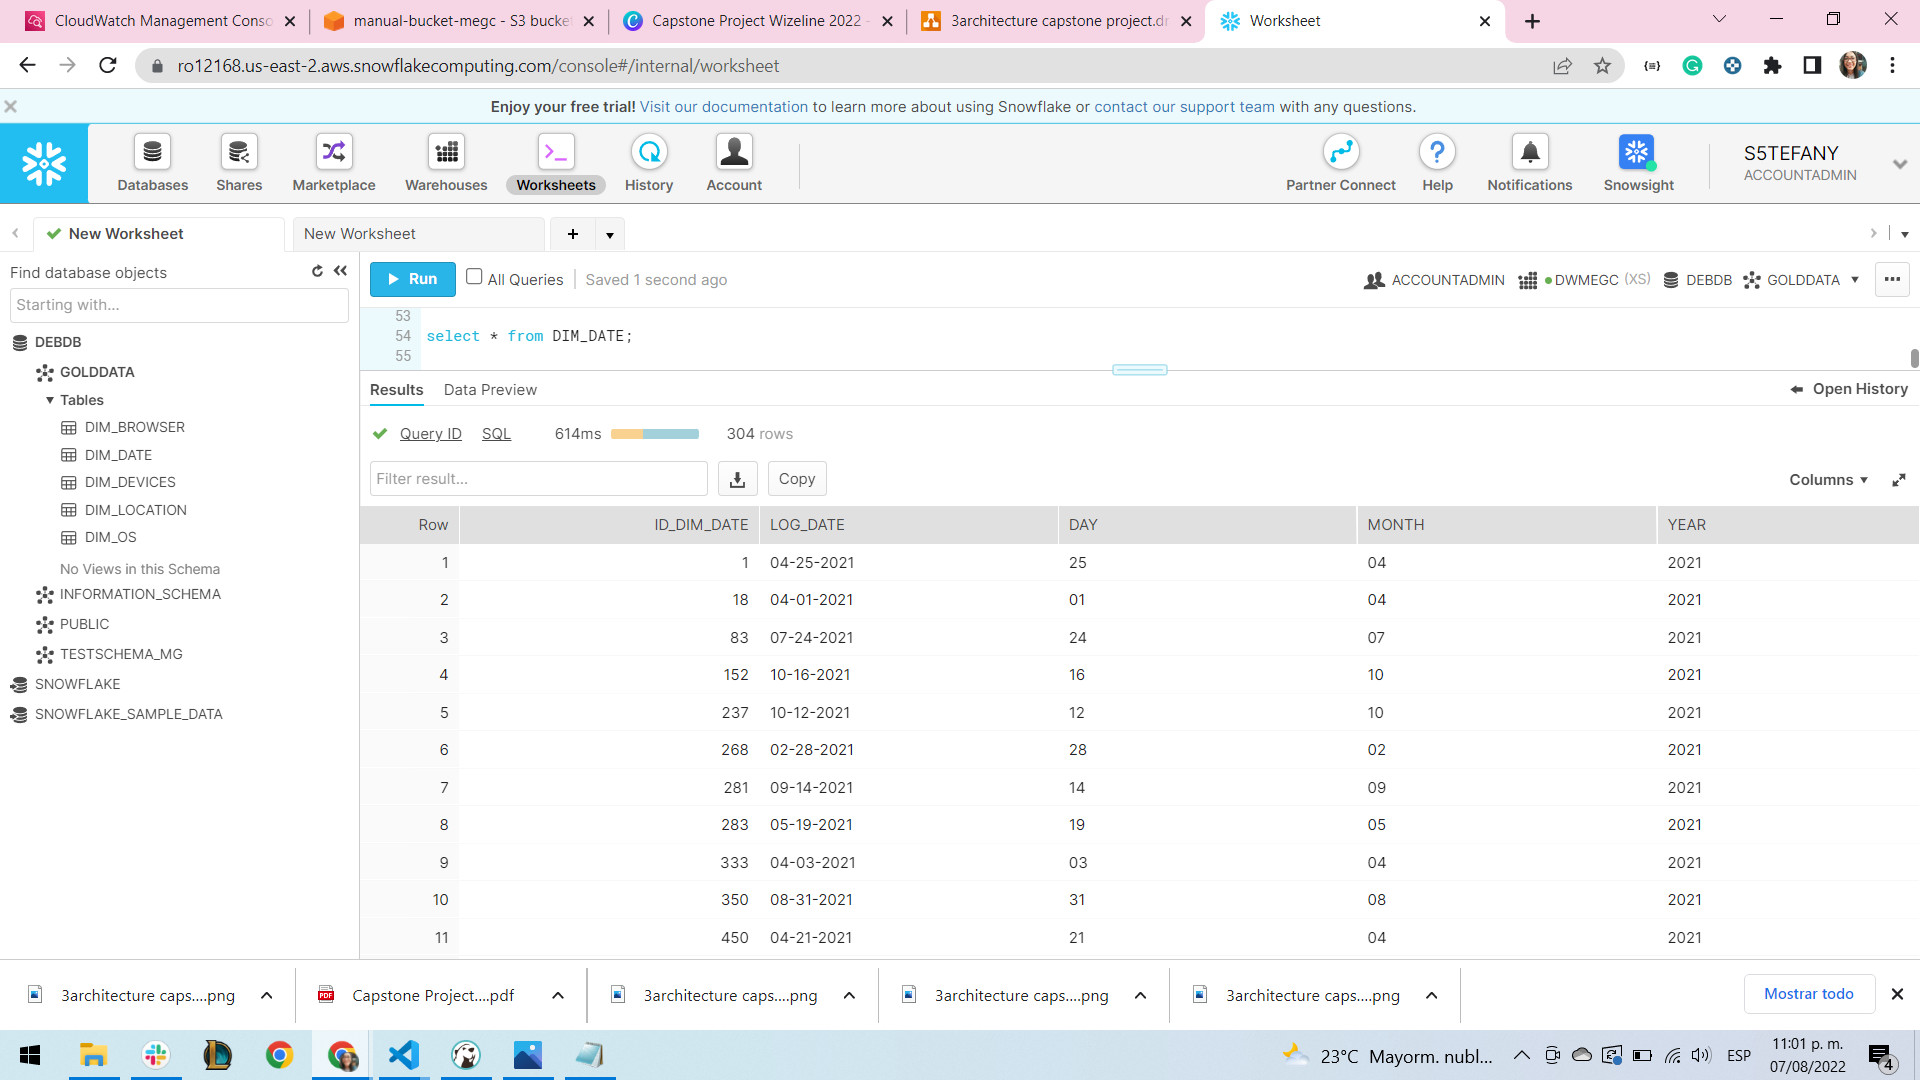 CloudWatch Management Conso
manual-bucket-megc - S3 bucke
Capstone Project Wizeline 2022 -
3architecture capstone project.dr
Worksheet
ro12168.us-east-2.aws.snowflakecomputing.com/console#/internal/worksheet
Enjoy your free trial! Visit our documentation to learn more about using Snowflake or contact our support team with any questions.
Databases
Shares
Marketplace
Warehouses
Worksheets
History
Account
Partner Connect
Help
Notifications
Snowsight
S5TEFANY
ACCOUNTADMIN
New Worksheet
New Worksheet
Find database objects
Starting with...
DEBDB
GOLDDATA
Tables
DIM_BROWSER
DIM_DATE
DIM_DEVICES
DIM_LOCATION
DIM_OS
No Views in this Schema
INFORMATION_SCHEMA
PUBLIC
TESTSCHEMA_MG
SNOWFLAKE
SNOWFLAKE_SAMPLE_DATA
Run All Queries Saved 1 second ago
ACCOUNTADMIN DWMEGC (XS) DEBDB GOLDDATA
53
54 select * from DIM_DATE;
55
Results Data Preview Open History
Query ID SQL 614ms 304 rows
Filter result... Copy Columns
Row ID_DIM_DATE LOG_DATE DAY MONTH YEAR
1 1 04-25-2021 25 04 2021
2 18 04-01-2021 01 04 2021
3 83 07-24-2021 24 07 2021
4 152 10-16-2021 16 10 2021
5 237 10-12-2021 12 10 2021
6 268 02-28-2021 28 02 2021
7 281 09-14-2021 14 09 2021
8 283 05-19-2021 19 05 2021
9 333 04-03-2021 03 04 2021
10 350 08-31-2021 31 08 2021
11 450 04-21-2021 21 04 2021
3architecture caps....png
Capstone Project....pdf
3architecture caps....png
3architecture caps....png
3architecture caps....png
Mostrar todo
23°C Mayorm. nubl...
ESP
11:01 p. m.
07/08/2022
4